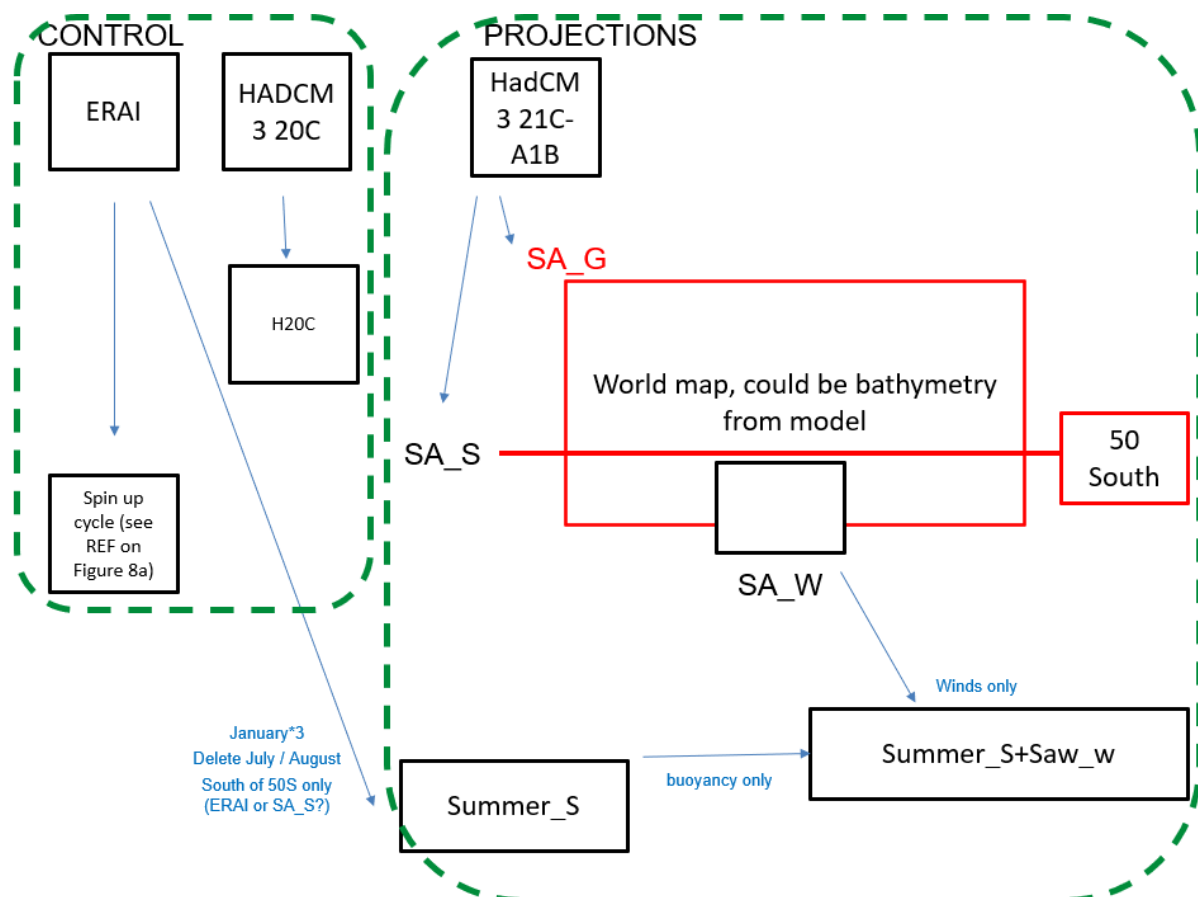 CONTROL
PROJECTIONS
ERAI
HADCM
3 20C
HadCM
3 21C-
A1B
SA_G
H20C
World map, could be bathymetry
from model
SA_S
50
South
Spin up
cycle (see
REF on
Figure 8a)
SA_W
Winds only
January*3
Delete July / August
South of 50S only
(ERAI or SA_S?)
Summer_S
buoyancy only
Summer_S+Saw_w